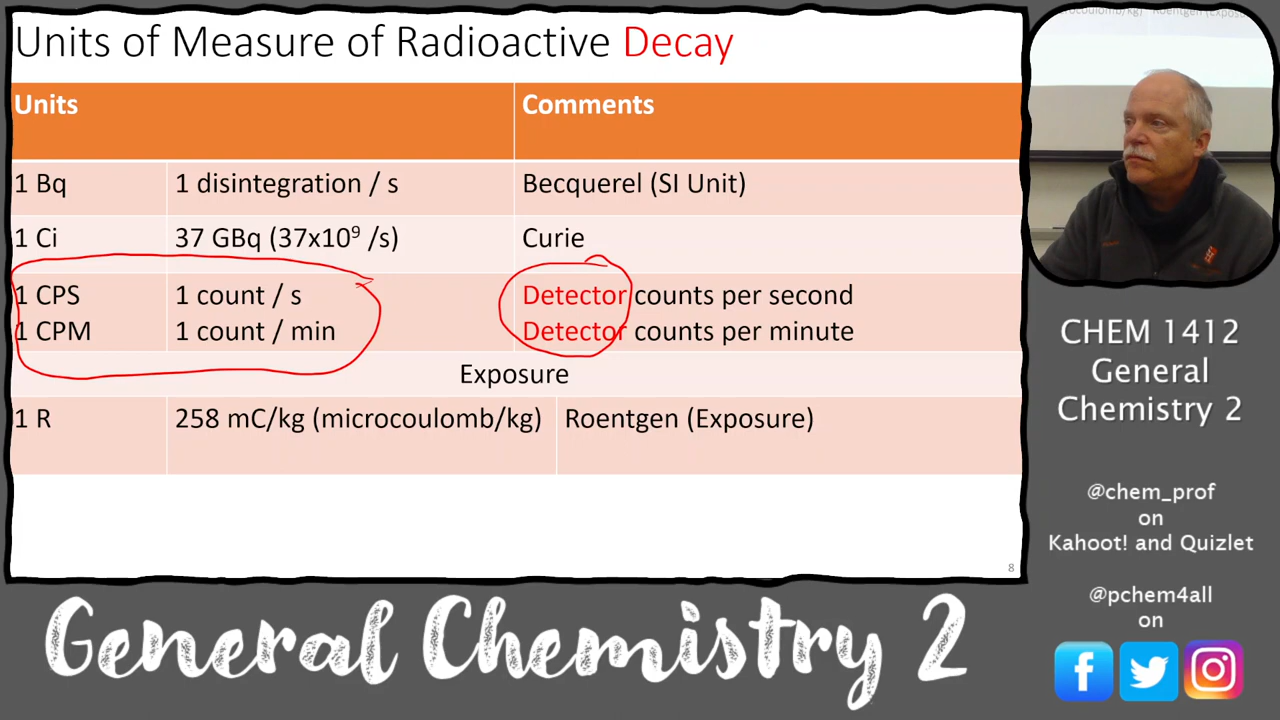 Units of Measure of Radioactive Decay
Units Comments
1 Bq 1 disintegration / s Becquerel (SI Unit)
1 Ci 37 GBq (37x10⁹ /s) Curie
1 CPS 1 count / s Detector counts per second
1 CPM 1 count / min Detector counts per minute
Exposure
1 R 258 mC/kg (microcoulomb/kg) Roentgen (Exposure)
8
CHEM 1412
General
Chemistry 2
@chem_prof
on
Kahoot! and Quizlet
@pchem4all
on
General Chemistry 2